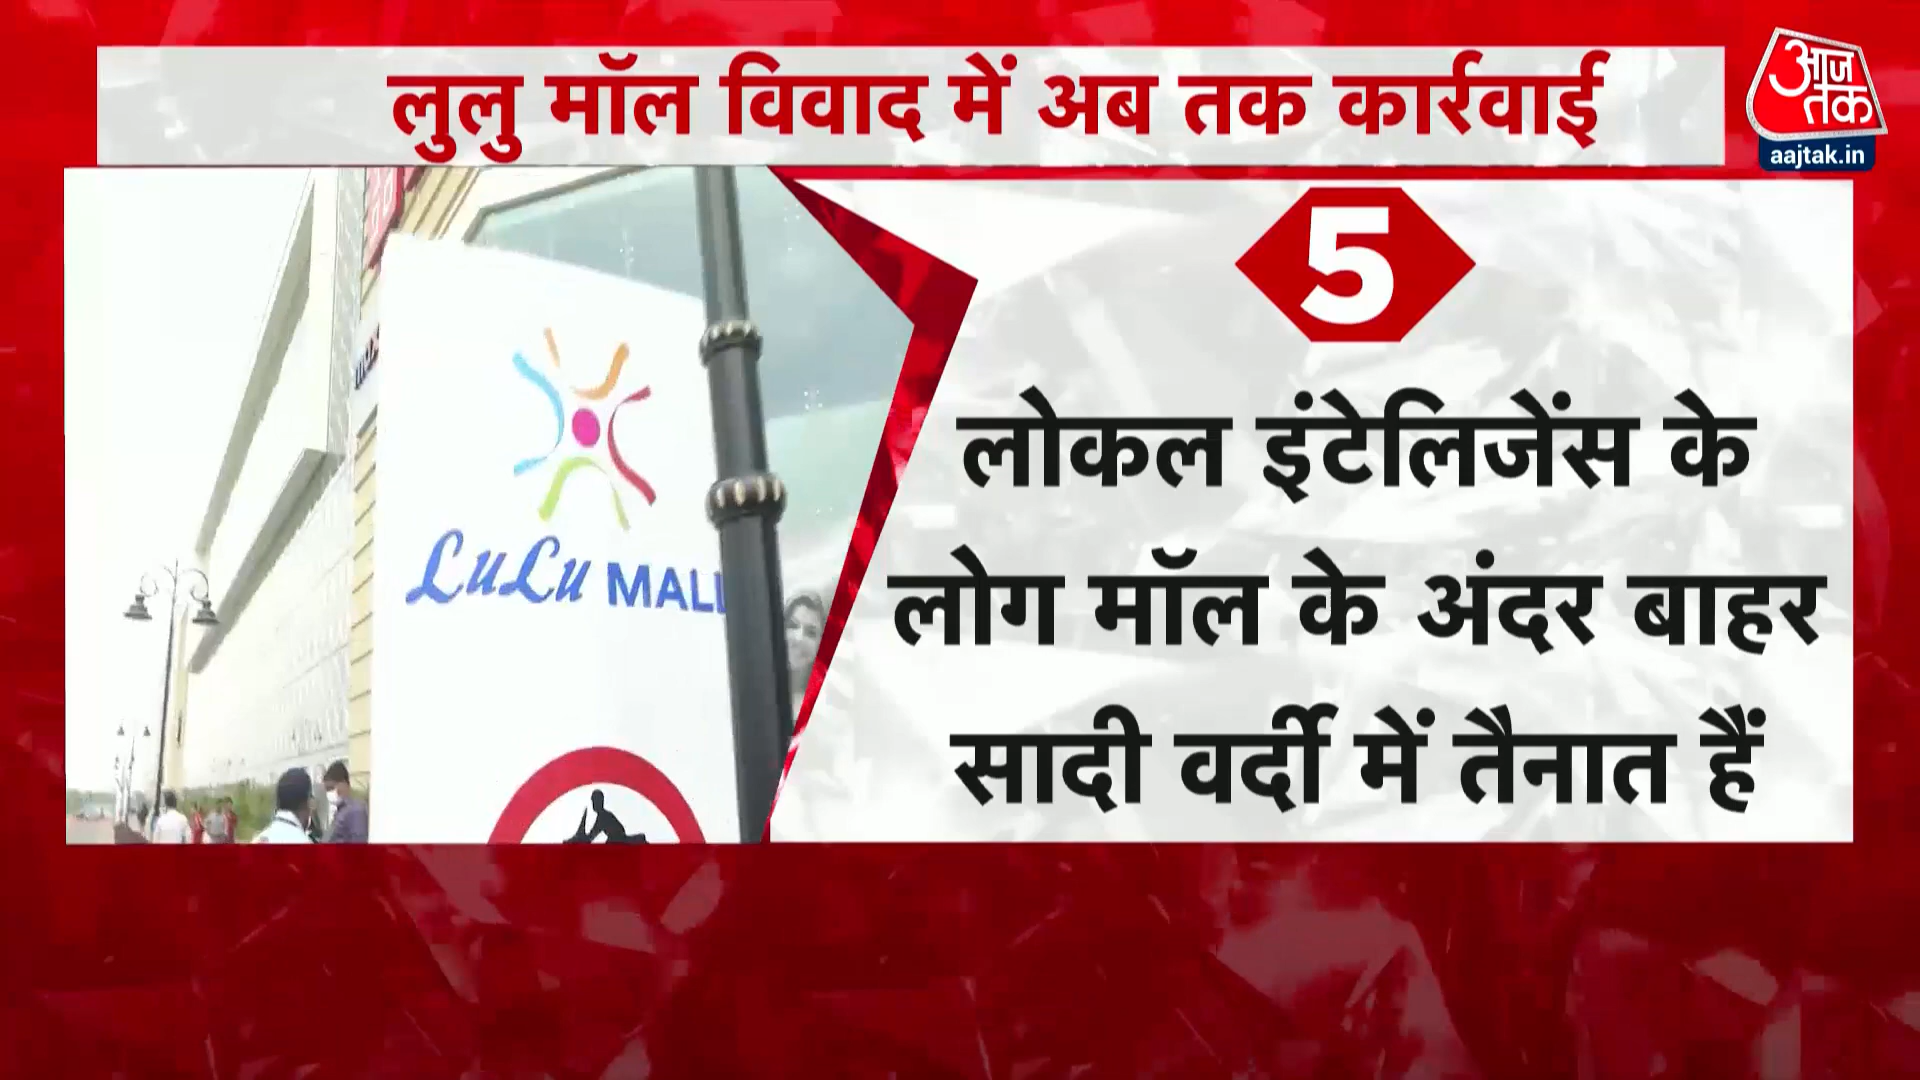 लुलु मॉल विवाद में अब तक कार्रवाई
आज
तक
aajtak.in
5
लोकल इंटेलिजेंस के
लोग मॉल के अंदर बाहर
सादी वर्दी में तैनात हैं
LuLu MALL